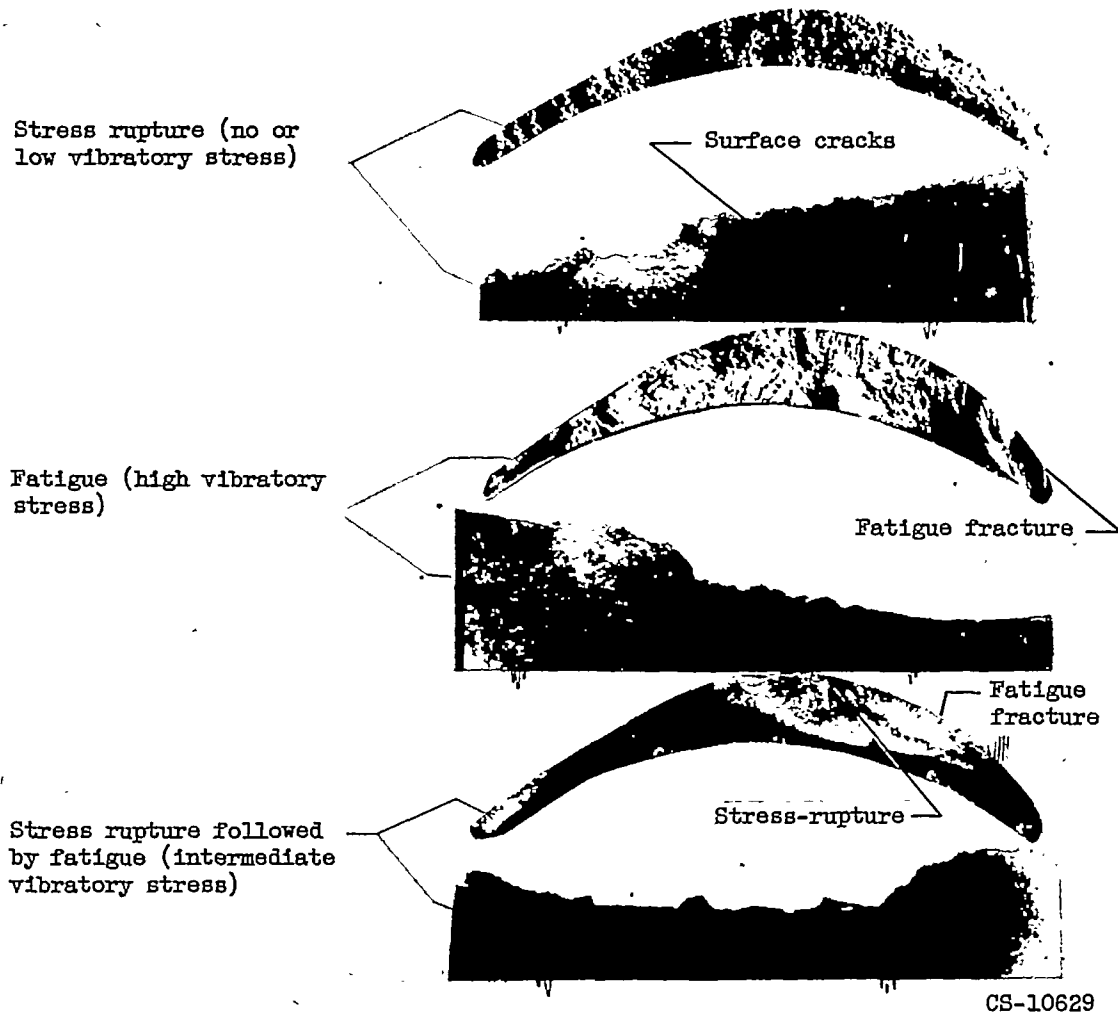 Stress rupture (no or
low vibratory stress)
Surface cracks
Fatigue (high vibratory
stress)
Fatigue fracture
Fatigue
fracture
Stress-rupture
Stress rupture followed
by fatigue (intermediate
vibratory stress)
CS-10629